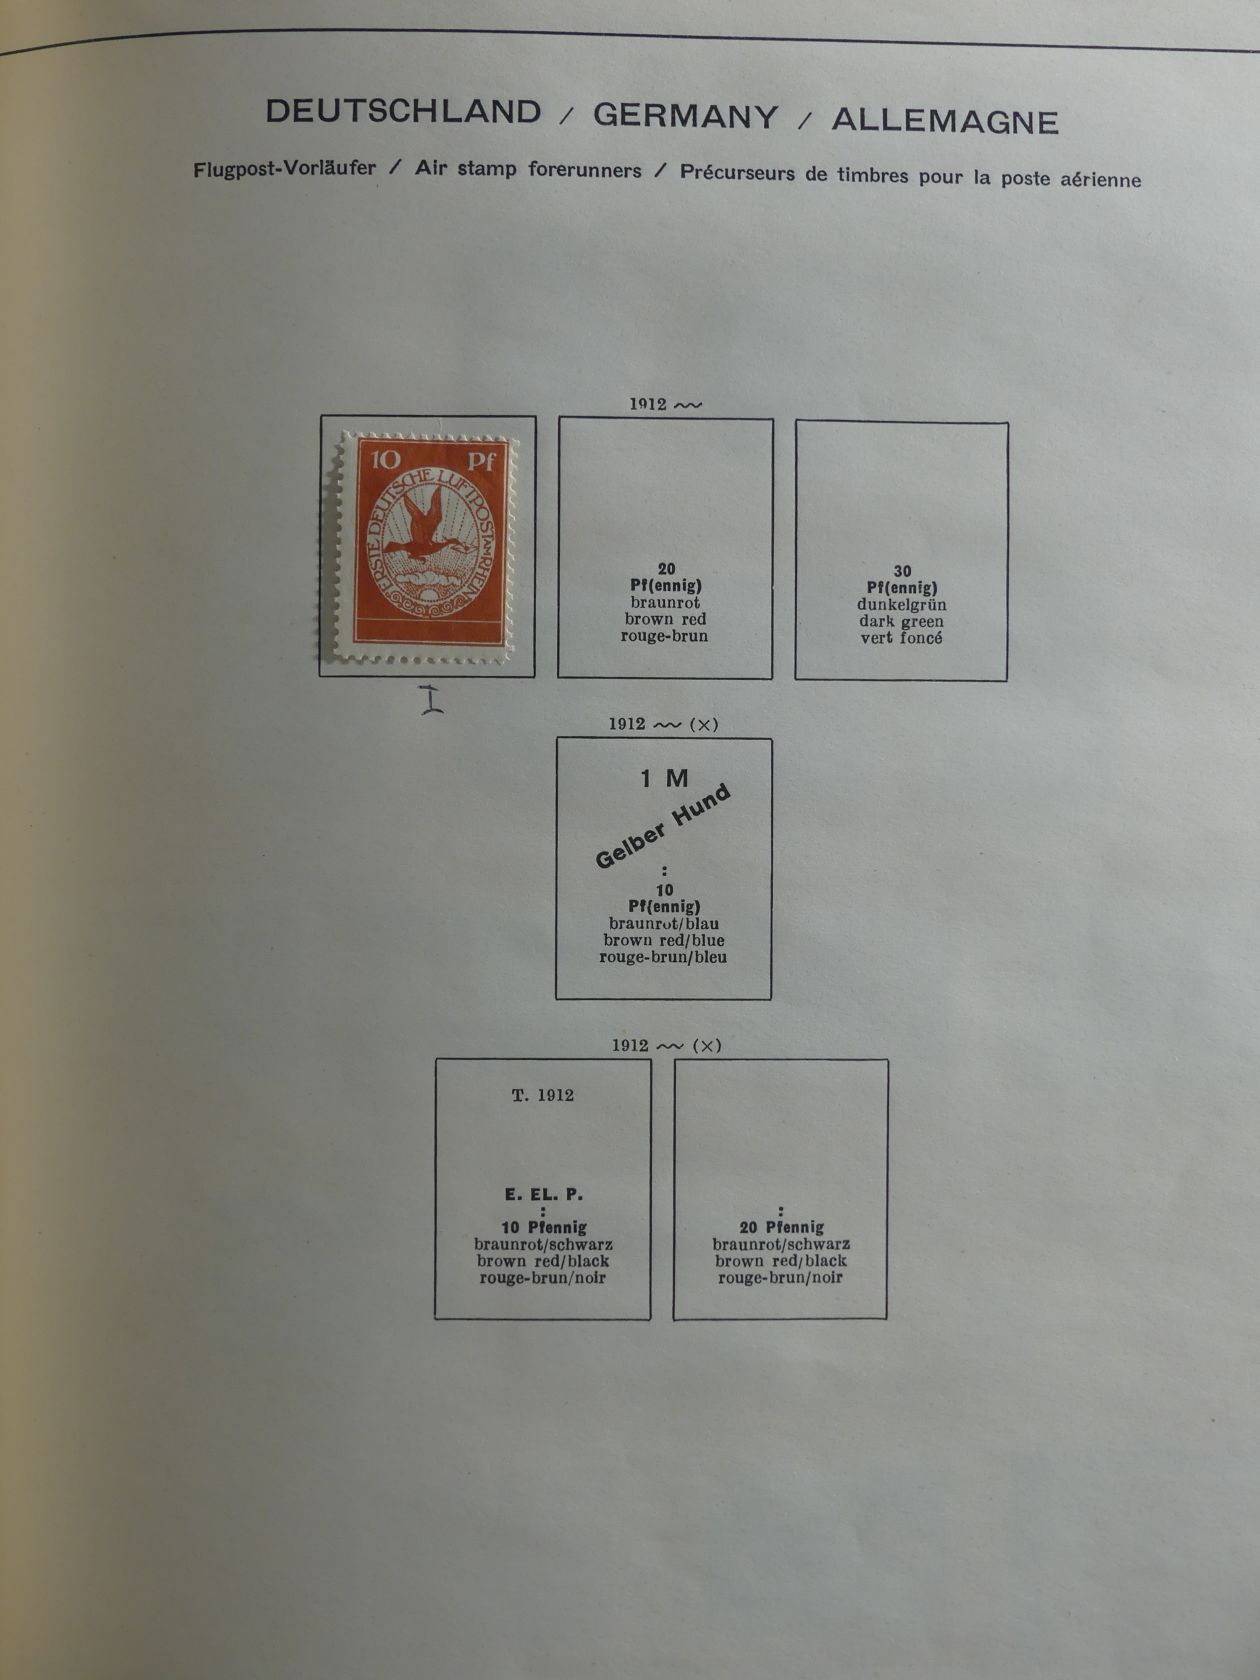 DEUTSCHLAND / GERMANY / ALLEMAGNE
Flugpost-Vorläufer / Air stamp forerunners / Précurseurs de timbres pour la poste aérienne
1912
10 Pf
ERSTE DEUTSCHE LUFTPOST AM RHEIN
I
20
Pf(ennig)
braunrot
brown red
rouge-brun
30
Pf(ennig)
dunkelgrün
dark green
vert foncé
1912 (×)
1 M
Gelber Hund
:
10
Pf(ennig)
braunrot/blau
brown red/blue
rouge-brun/bleu
1912 (×)
T. 1912
E. EL. P.
:
10 Pfennig
braunrot/schwarz
brown red/black
rouge-brun/noir
:
20 Pfennig
braunrot/schwarz
brown red/black
rouge-brun/noir